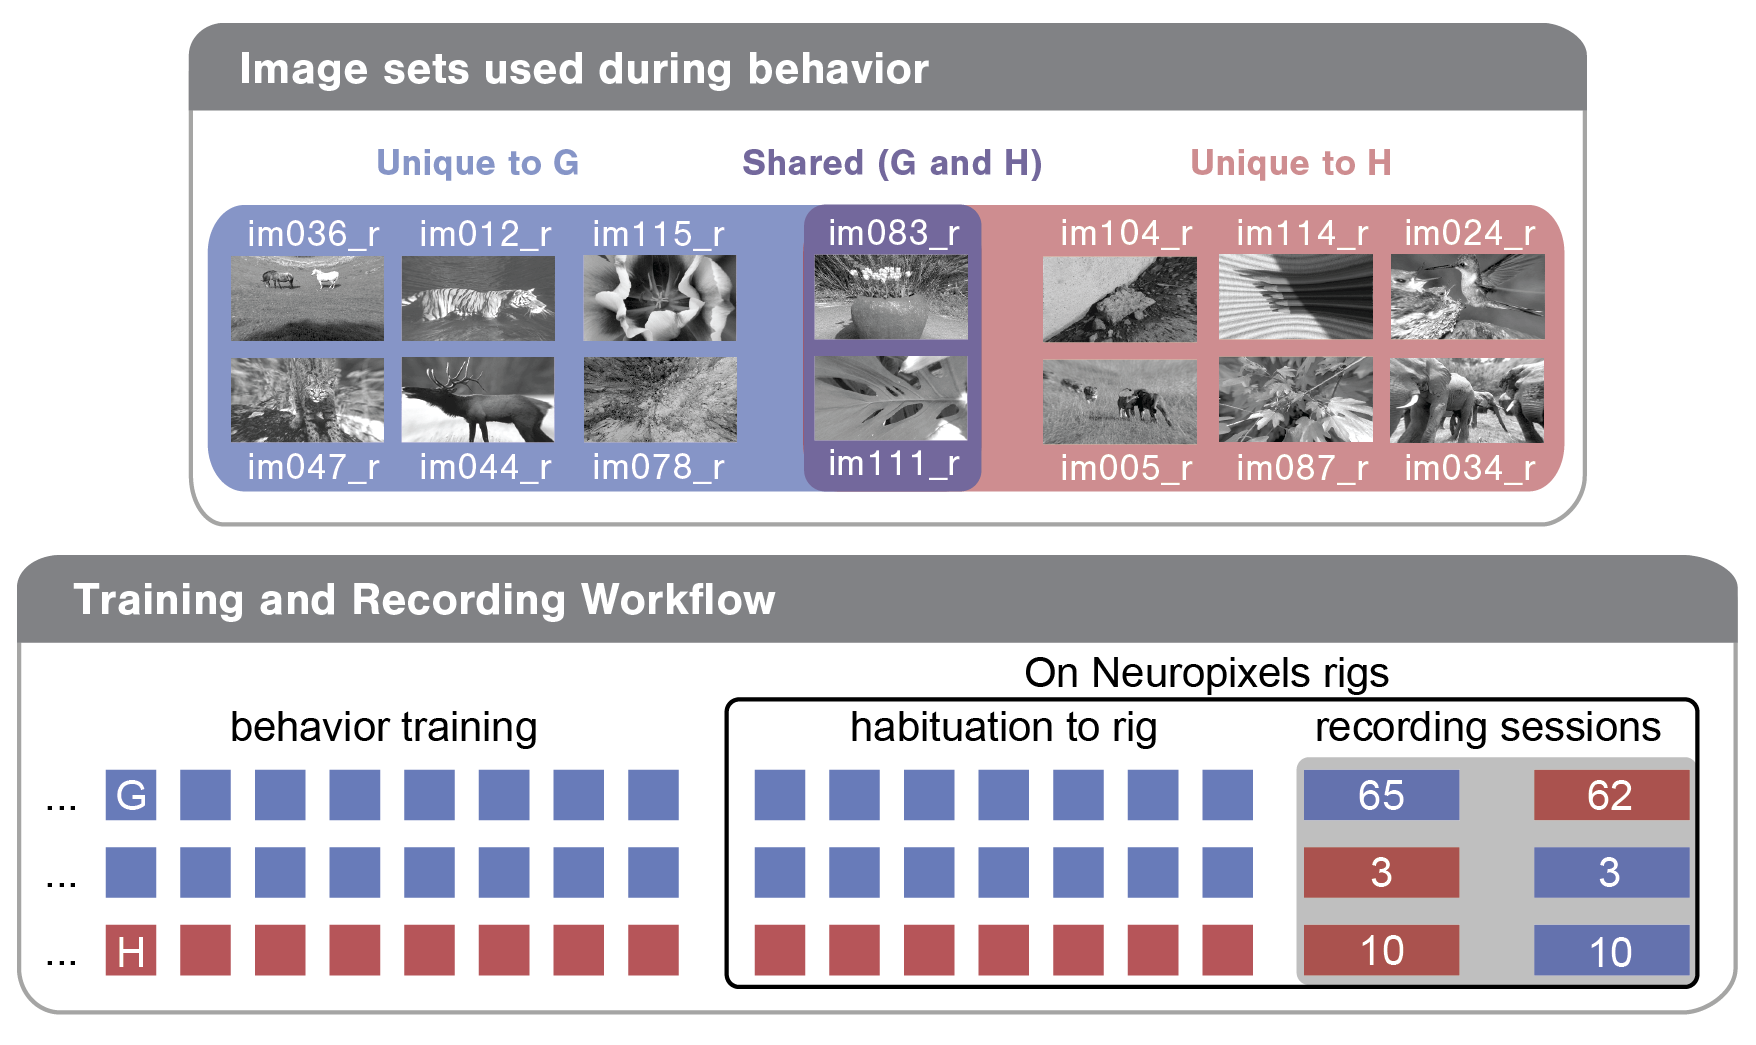 Image sets used during behavior
Unique to G
Shared (G and H)
Unique to H
im036_r im012_r im115_r im083_r im104_r im114_r im024_r
im047_r im044_r im078_r im111_r im005_r im087_r im034_r
Training and Recording Workflow
On Neuropixels rigs
behavior training
habituation to rig
recording sessions
... G 65 62
... 3 3
... H 10 10